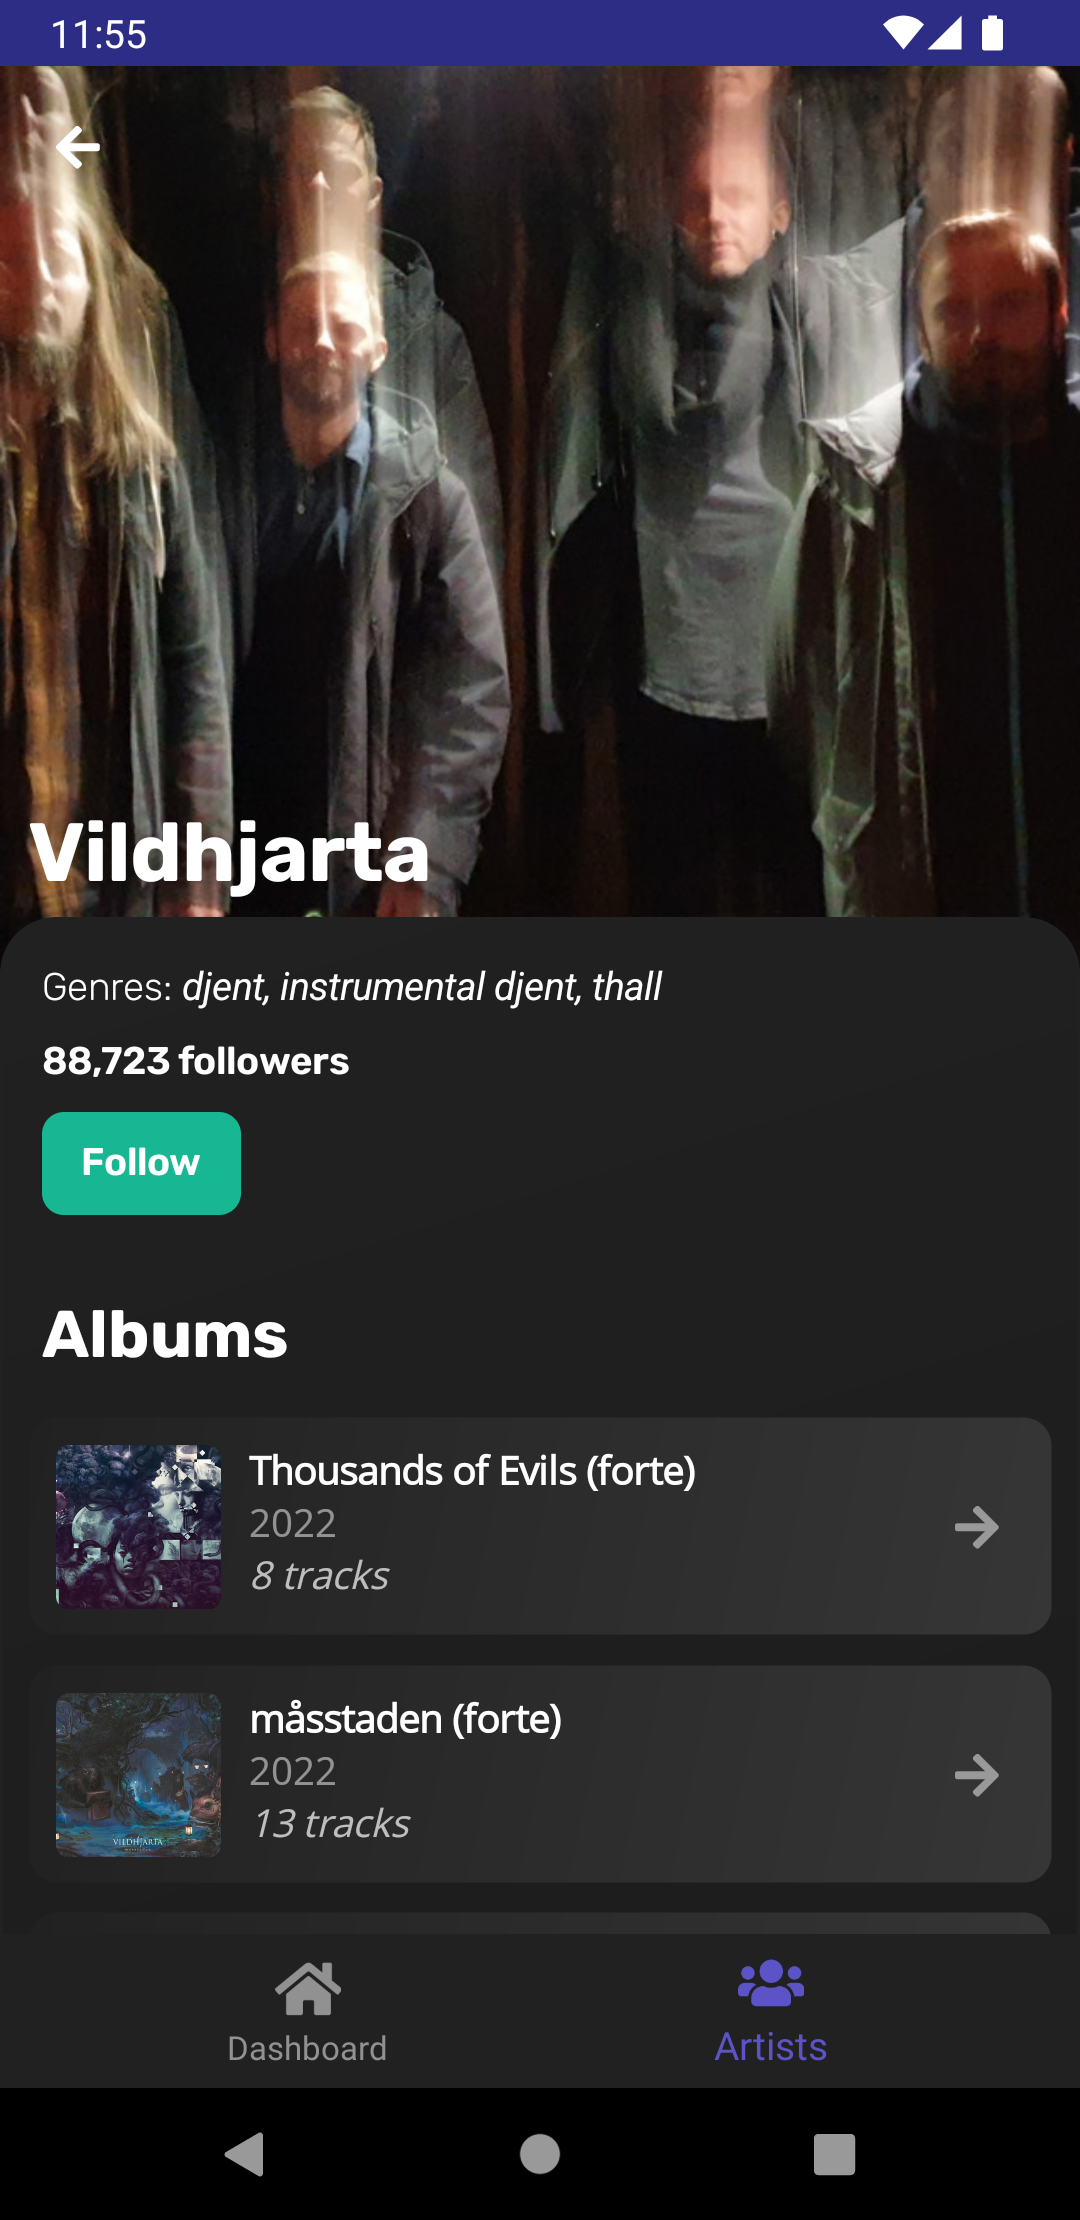 11:55
Vildhjarta
Genres: djent, instrumental djent, thall
88,723 followers
Follow
Albums
Thousands of Evils (forte)
2022
8 tracks
måsstaden (forte)
2022
13 tracks
VILDHJARTA
Dashboard
Artists